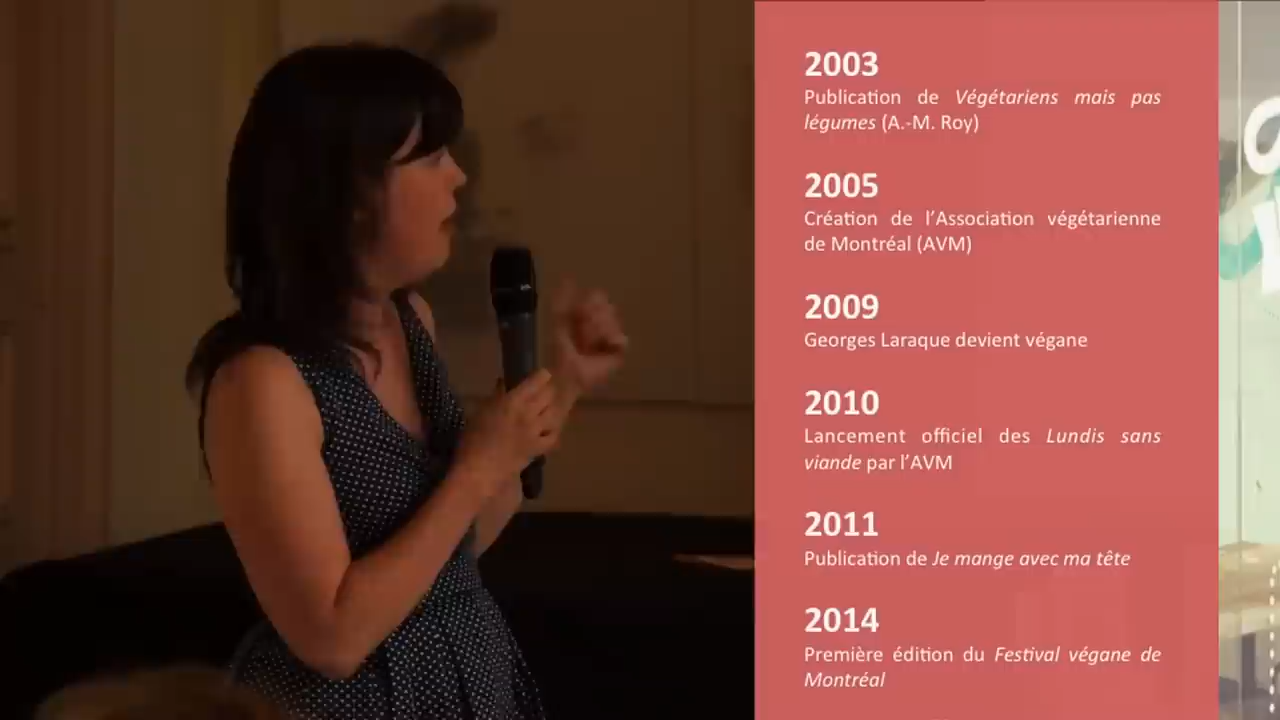 2003
Publication de Végétariens mais pas
légumes (A.-M. Roy)
2005
Création de l’Association végétarienne
de Montréal (AVM)
2009
Georges Laraque devient végane
2010
Lancement officiel des Lundis sans
viande par l’AVM
2011
Publication de Je mange avec ma tête
2014
Première édition du Festival végane de
Montréal